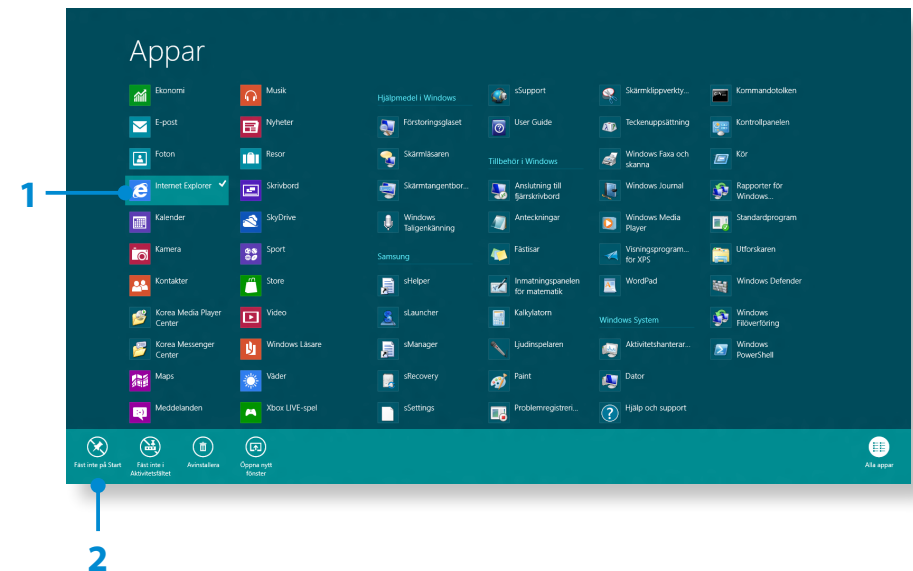 Appar
Ekonomi
E-post
Foton
Internet Explorer
Kalender
Kamera
Kontakter
Korea Media Player
Center
Korea Messenger
Center
Maps
Meddelanden
Musik
Nyheter
Resor
Skrivbord
SkyDrive
Sport
Store
Video
Windows Läsare
Väder
Xbox LIVE-spel
Hjälpmedel i Windows
Förstoringsglaset
Skärmläsaren
Skärmtangentbor...
Windows
Taligenkänning
Samsung
sHelper
sLauncher
sManager
sRecovery
sSettings
sSupport
User Guide
Tillbehör i Windows
Anslutning till
fjärrskrivbord
Anteckningar
Fästisar
Inmatningspanelen
för matematik
Kalkylatorn
Ljudinspelaren
Paint
Problemregistreri...
Skärmklippverkty...
Teckenuppsättning
Windows Faxa och
skanna
Windows Journal
Windows Media
Player
Visningsprogram...
för XPS
WordPad
Windows System
Aktivitetshanterar...
Dator
Hjälp och support
Kommandotolken
Kontrollpanelen
Kör
Rapporter för
Windows...
Standardprogram
Utforskaren
Windows Defender
Windows
Filöverföring
Windows
PowerShell
1
Fäst inte på Start
Fäst inte i
Aktivitetsfältet
Avinstallera
Öppna nytt
fönster
Alla appar
2